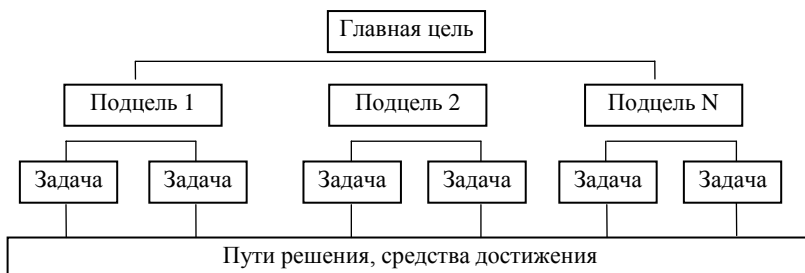 Главная цель
Подцель 1 Подцель 2 Подцель N
Задача Задача Задача Задача Задача Задача
Пути решения, средства достижения